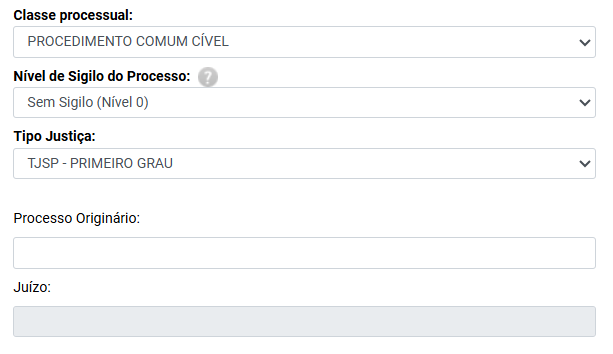 Classe processual:
PROCEDIMENTO COMUM CÍVEL
Nível de Sigilo do Processo: ?
Sem Sigilo (Nível 0)
Tipo Justiça:
TJSP - PRIMEIRO GRAU
Processo Originário:
Juízo: